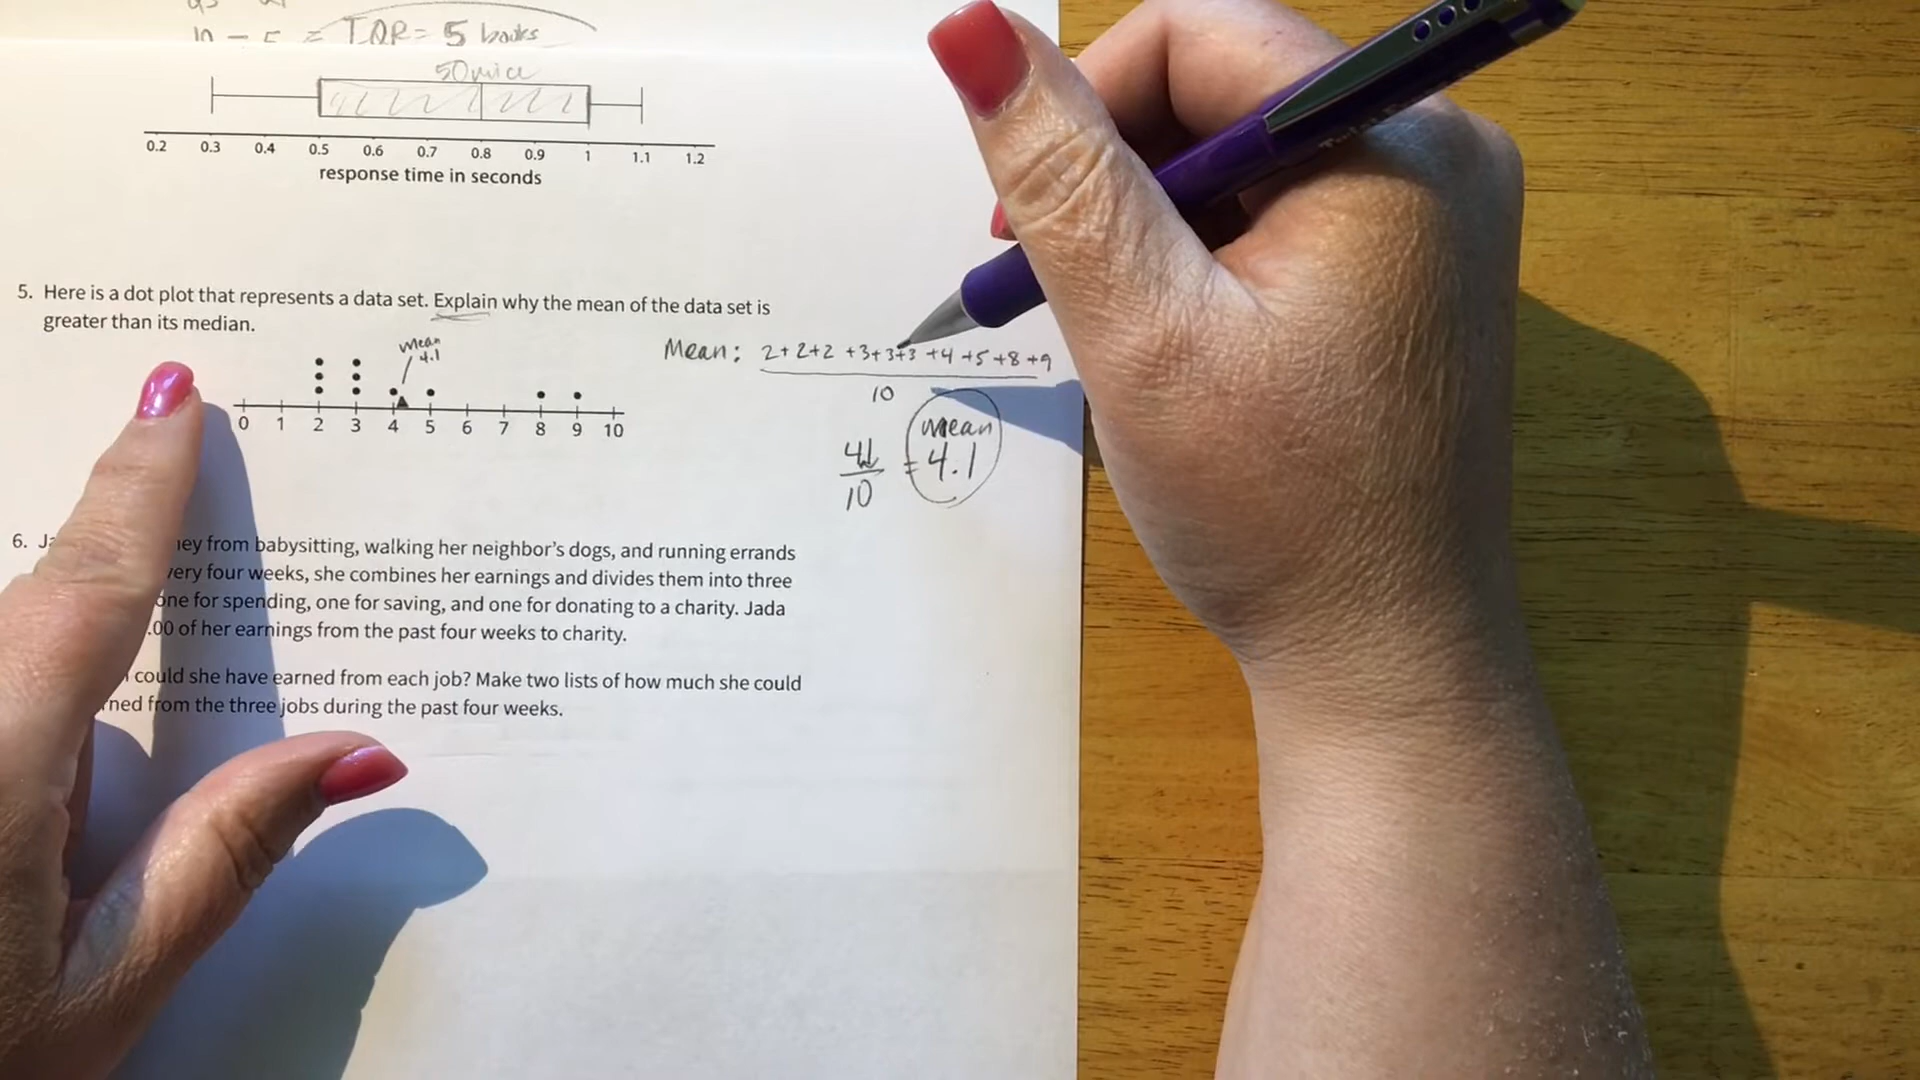 10 - 5 = IQR = 5 books
50 mice
0.2 0.3 0.4 0.5 0.6 0.7 0.8 0.9 1 1.1 1.2
response time in seconds
5. Here is a dot plot that represents a data set. Explain why the mean of the data set is
greater than its median.
mean
4.1
0 1 2 3 4 5 6 7 8 9 10
Mean: 2+2+2+3+3+3+4+5+8+9
10
41
10
= 4.1
mean
6. Ja
ney from babysitting, walking her neighbor's dogs, and running errands
very four weeks, she combines her earnings and divides them into three
one for spending, one for saving, and one for donating to a charity. Jada
.00 of her earnings from the past four weeks to charity.
could she have earned from each job? Make two lists of how much she could
rned from the three jobs during the past four weeks.